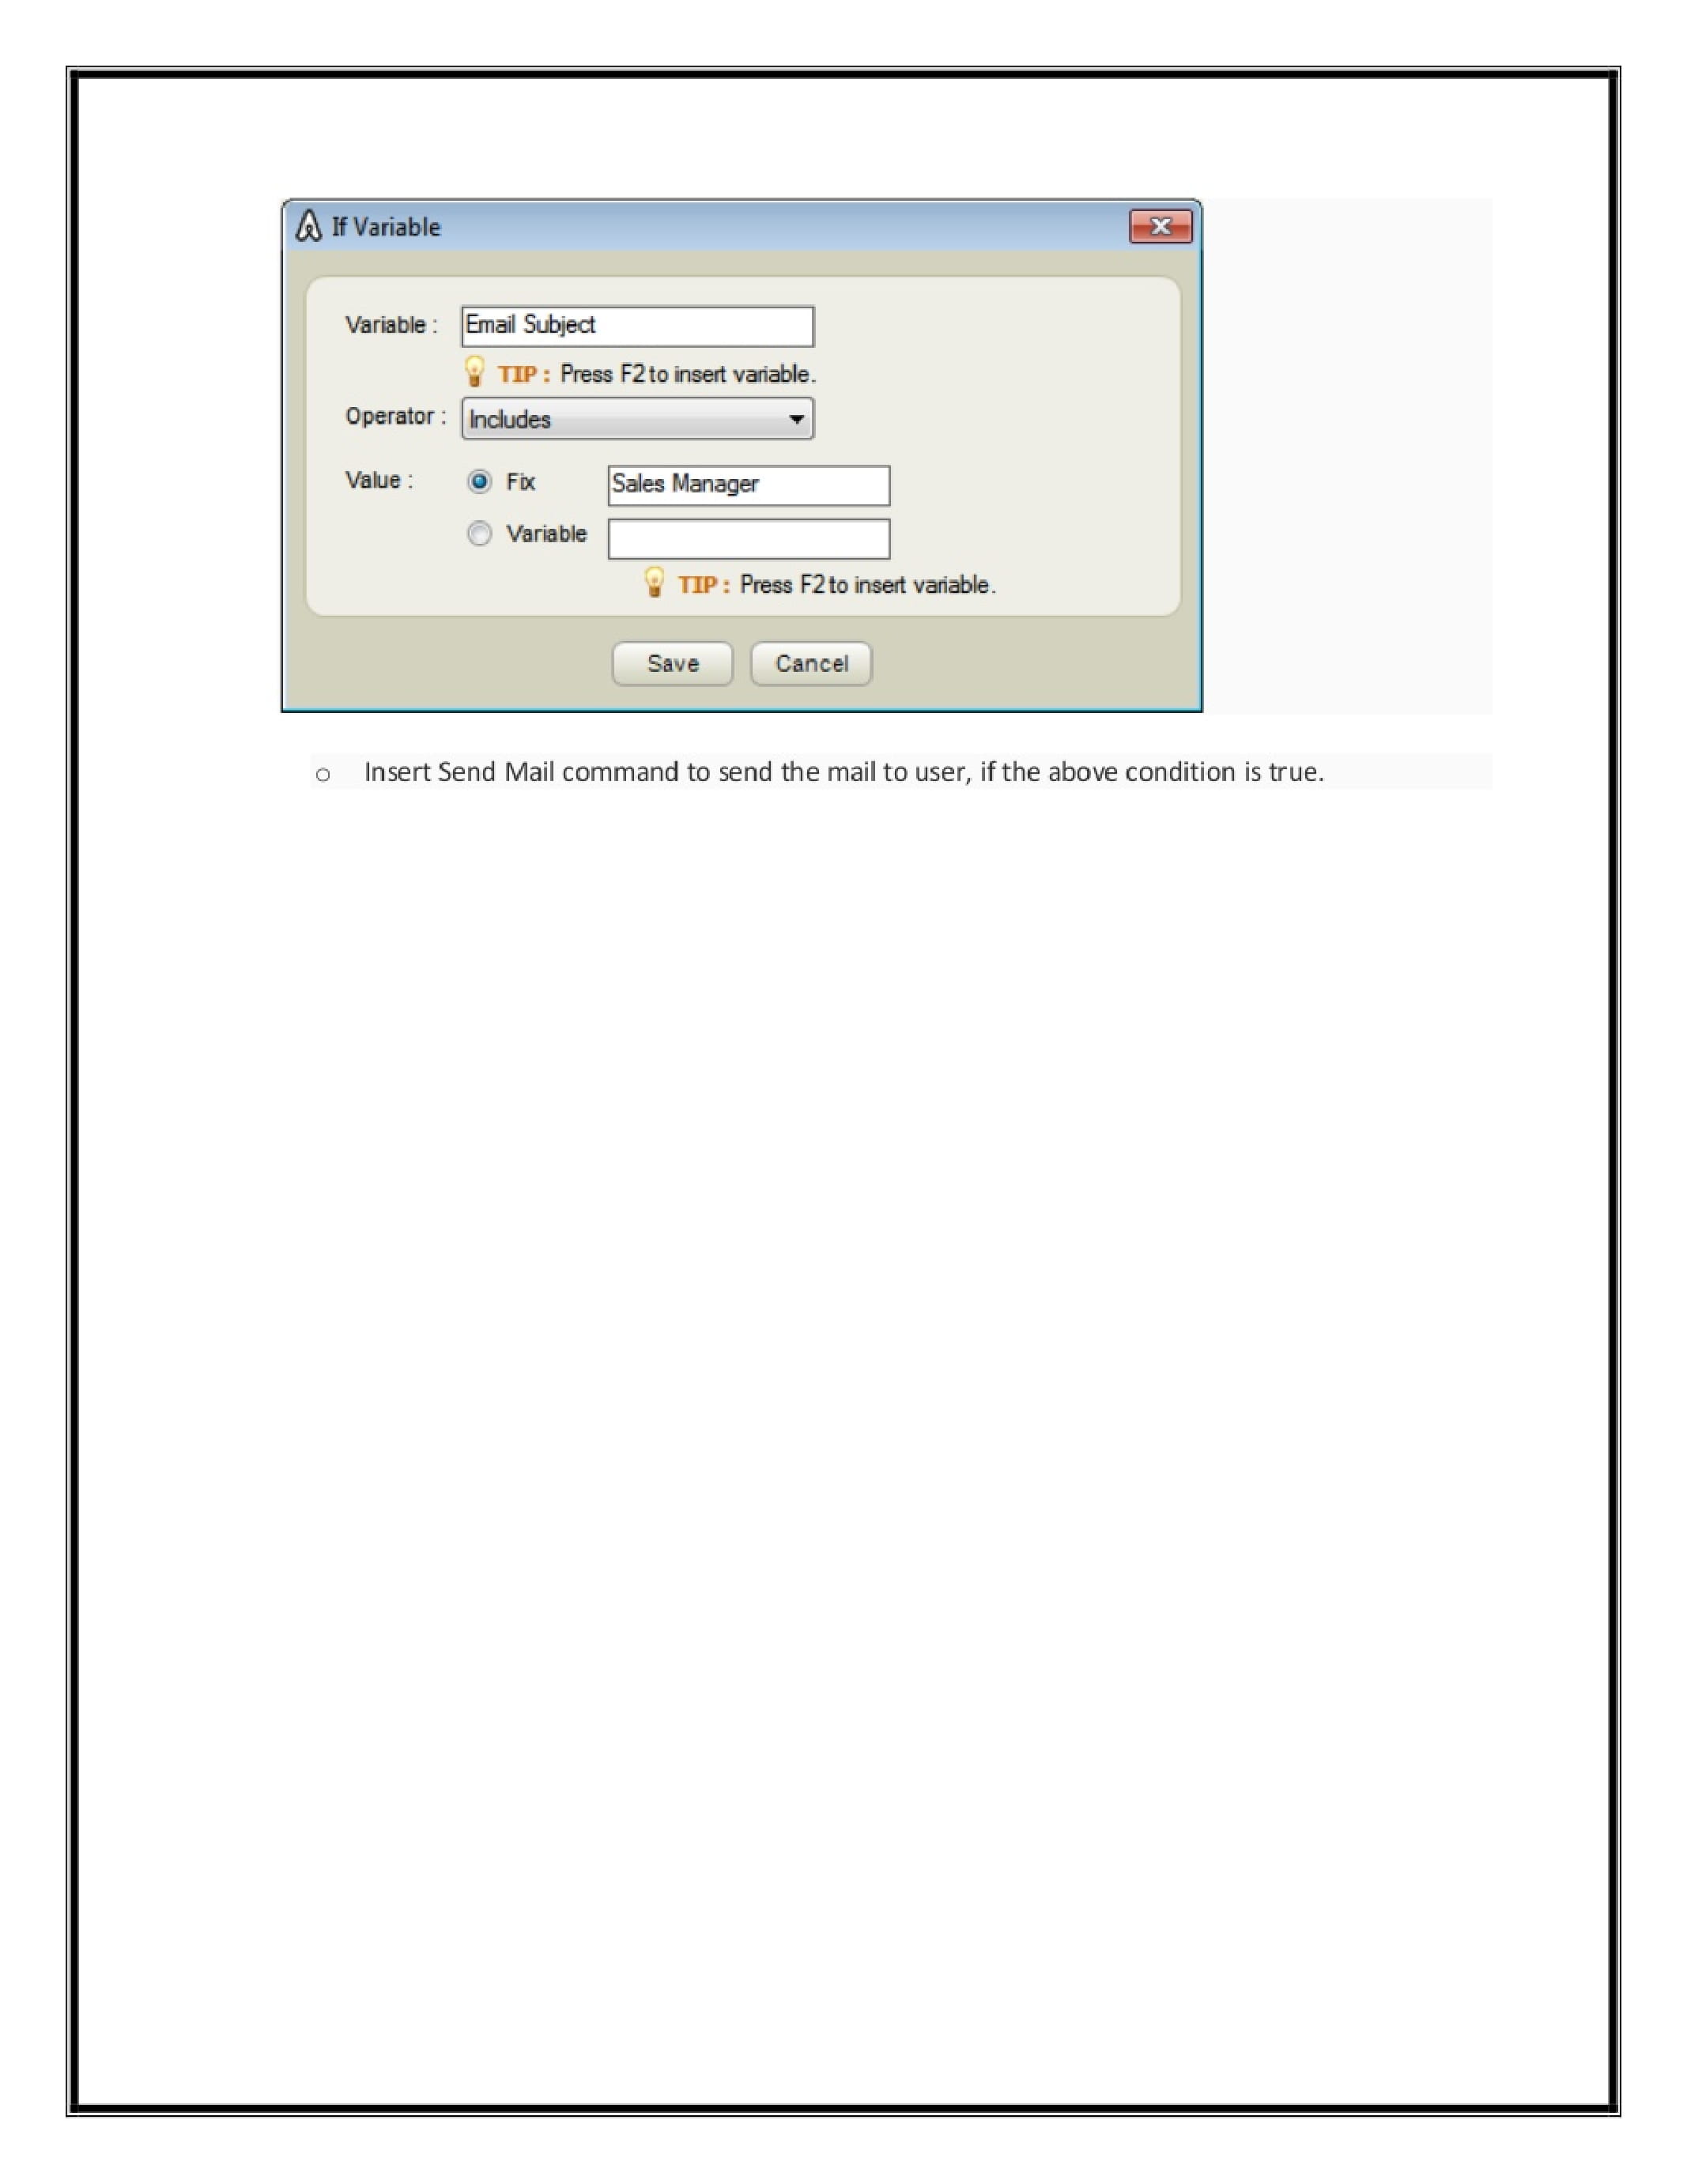 If Variable
Variable : Email Subject
TIP : Press F2 to insert variable.
Operator : Includes
Value : Fix Sales Manager
Variable
TIP : Press F2 to insert variable.
Save Cancel
o Insert Send Mail command to send the mail to user, if the above condition is true.